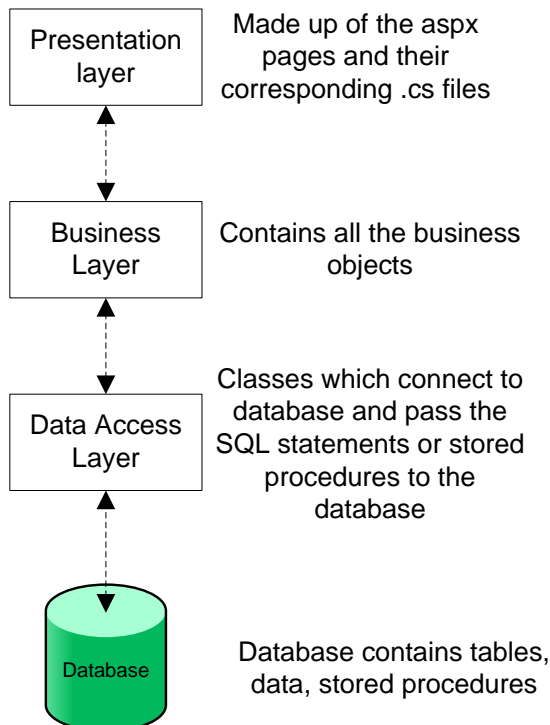 Presentation
layer
Made up of the aspx
pages and their
corresponding .cs files
Business
Layer
Contains all the business
objects
Data Access
Layer
Classes which connect to
database and pass the
SQL statements or stored
procedures to the
database
Database
Database contains tables,
data, stored procedures